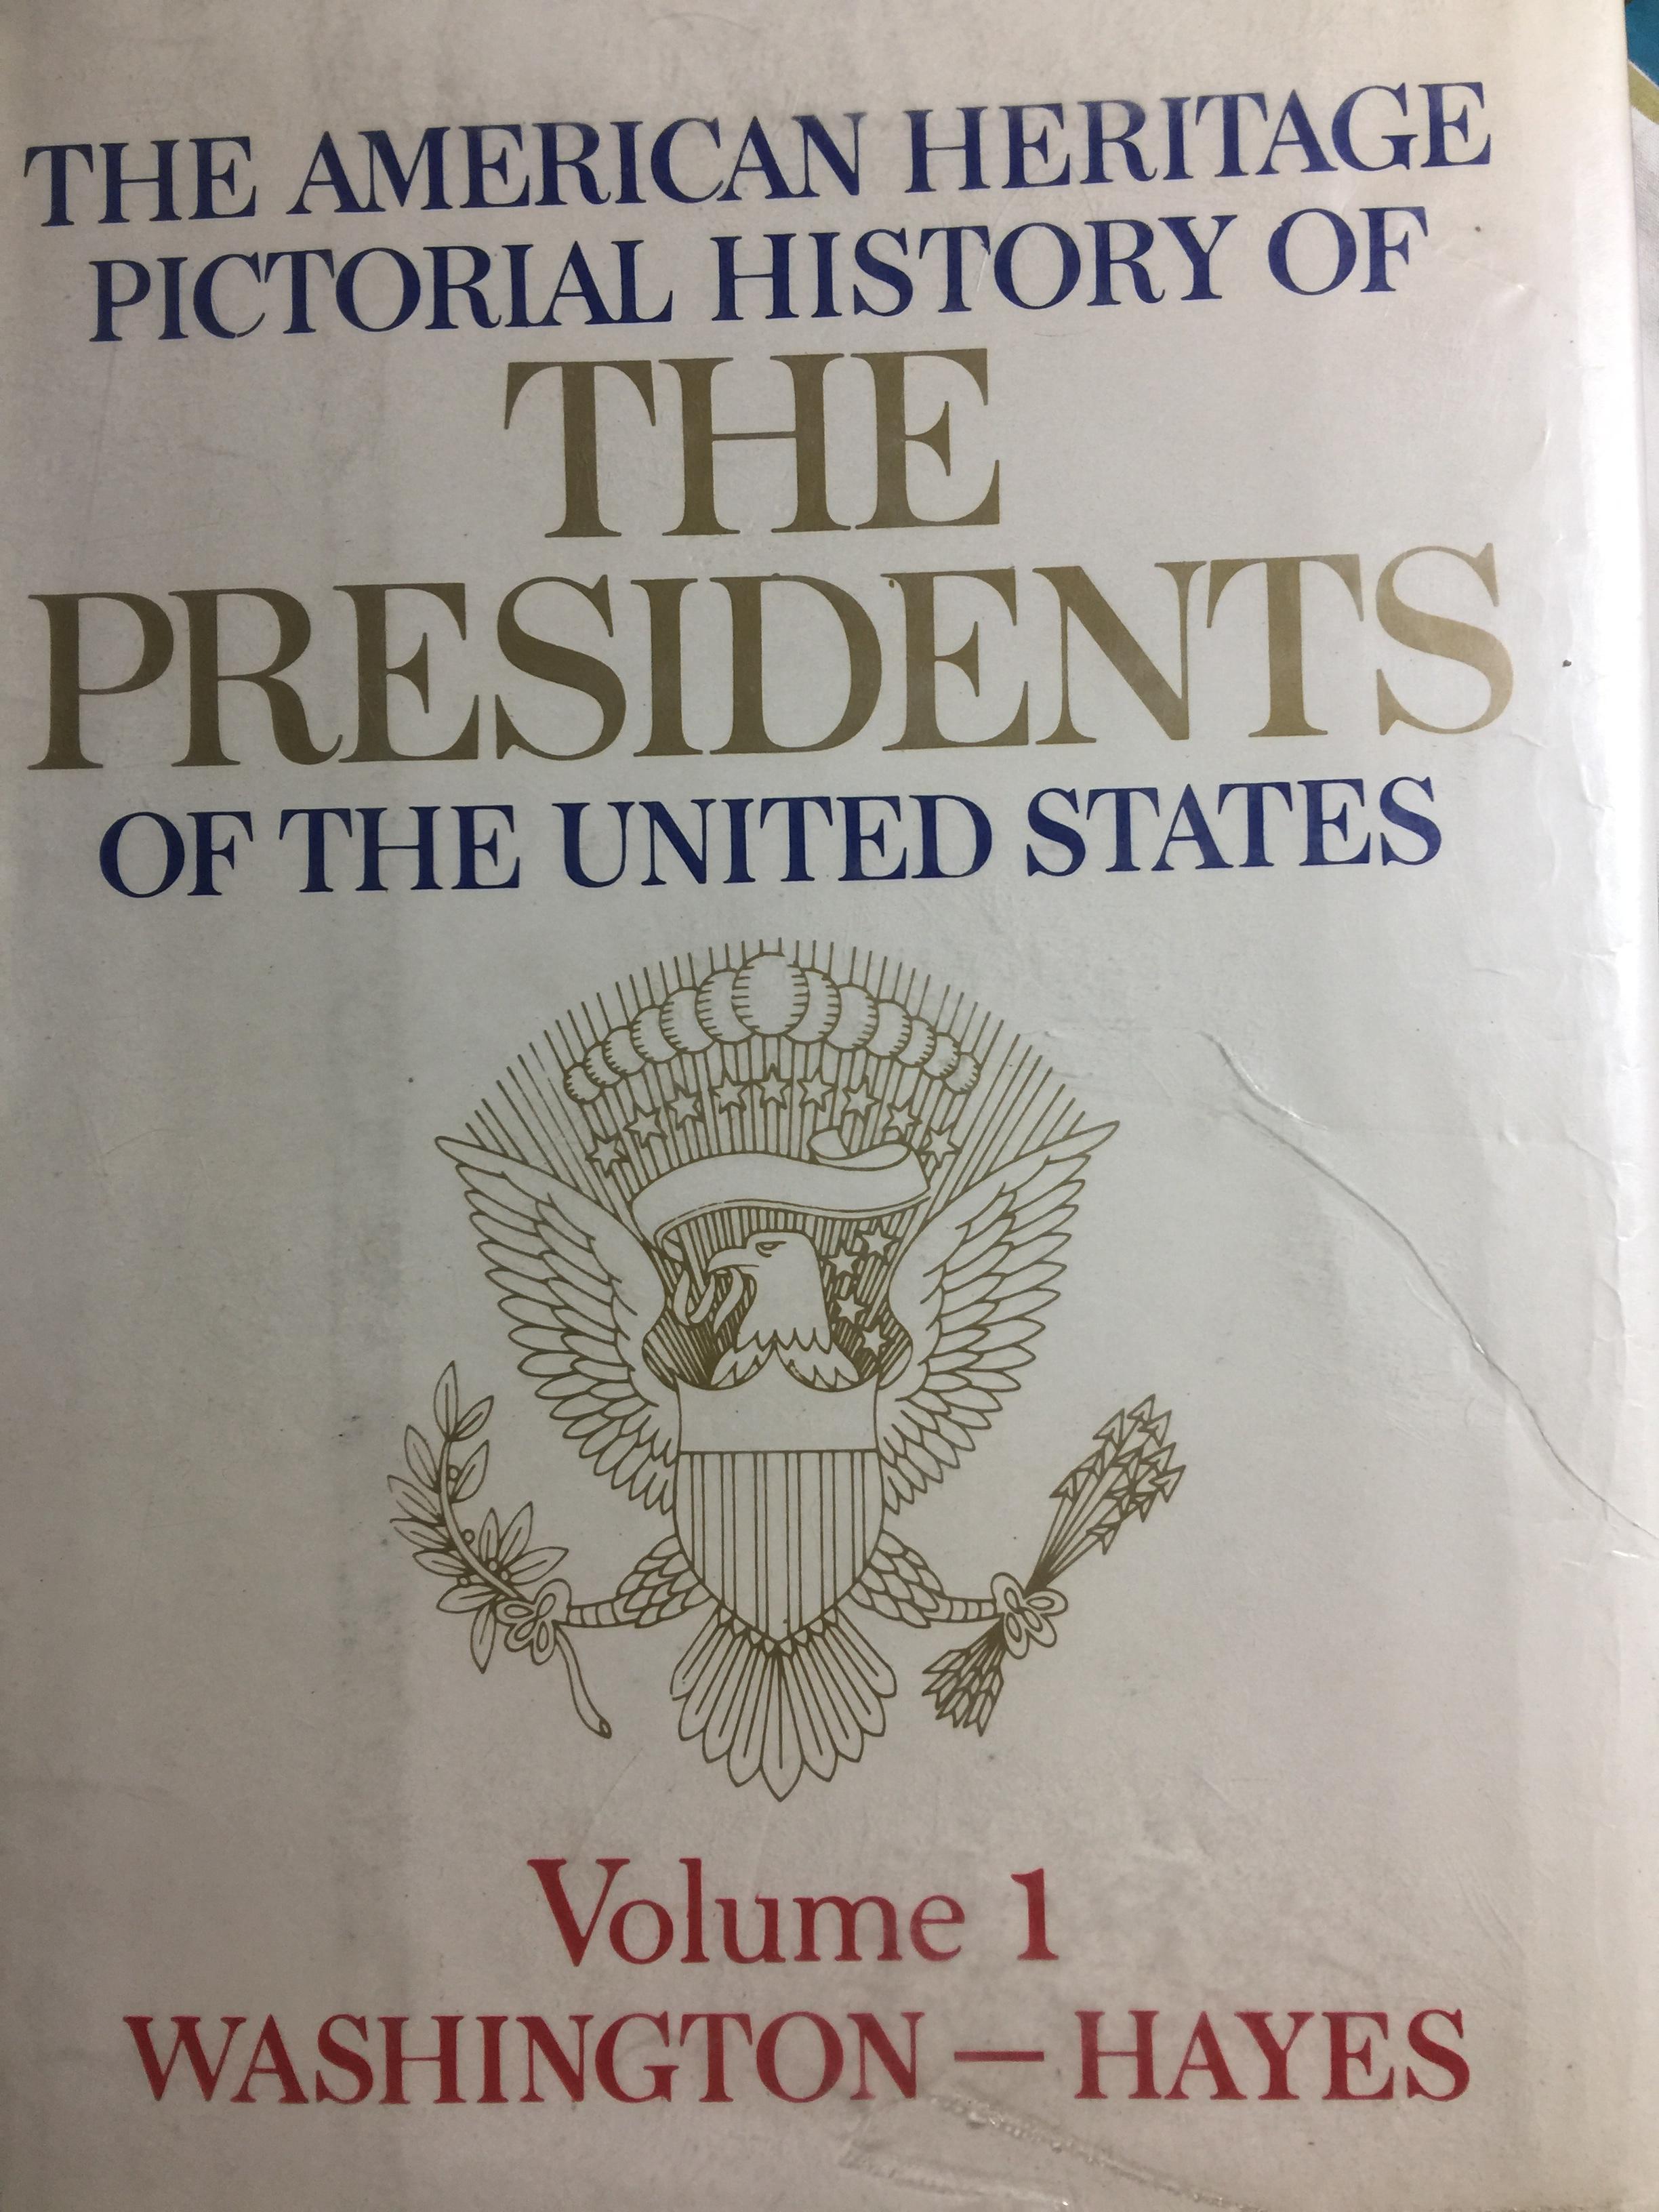 THE AMERICAN HERITAGE
PICTORIAL HISTORY OF
THE
PRESIDENTS
OF THE UNITED STATES
Volume 1
WASHINGTON — HAYES